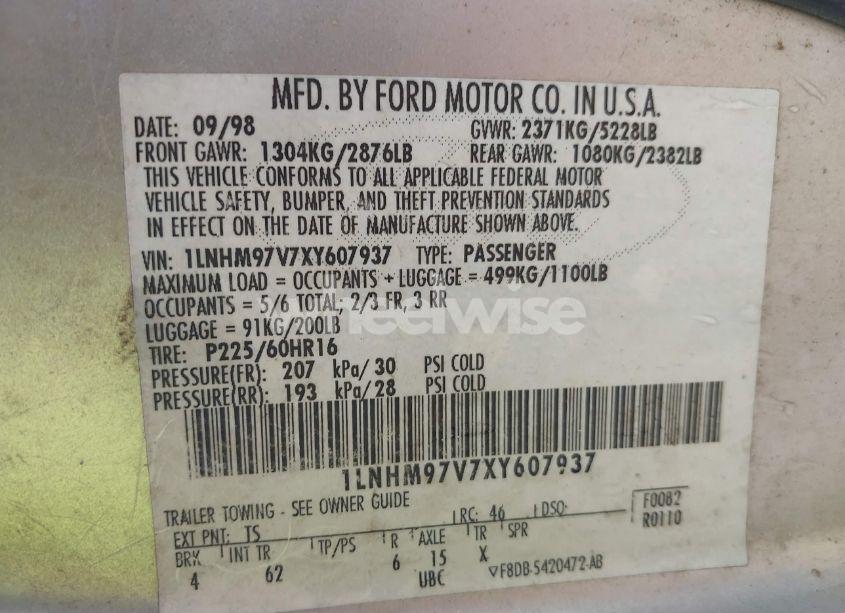 MFD. BY FORD MOTOR CO. IN U.S.A.
DATE: 09/98 GVWR: 2371KG/5228LB
FRONT GAWR: 1304KG/2876LB REAR GAWR: 1080KG/2382LB
THIS VEHICLE CONFORMS TO ALL APPLICABLE FEDERAL MOTOR
VEHICLE SAFETY, BUMPER, AND THEFT PREVENTION STANDARDS
IN EFFECT ON THE DATE OF MANUFACTURE SHOWN ABOVE.
VIN: 1LNHM97V7XY607937 TYPE: PASSENGER
MAXIMUM LOAD = OCCUPANTS + LUGGAGE = 499KG/1100LB
OCCUPANTS = 5/6 TOTAL; 2/3 FR, 3 RR
LUGGAGE = 91KG/200LB
wheelwise
TIRE: P225/60HR16
PRESSURE(FR): 207 kPa/ 30 PSI COLD
PRESSURE(RR): 193 kPa/ 28 PSI COLD
1LNHM97V7XY607937
TRAILER TOWING - SEE OWNER GUIDE
EXT PNT: TS RC: 46 DSO: F0082
R0110
BRK INT TR TP/PS R AXLE TR SPR
4 62 6 15 X
UBC ▽F8DB-5420472-AB